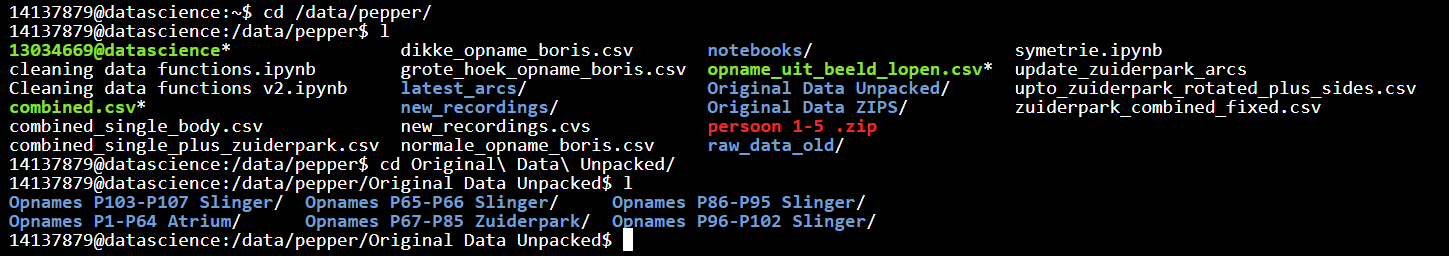 14137879@datascience:~$ cd /data/pepper/
14137879@datascience:/data/pepper$ l
13034669@datascience* dikke_opname_boris.csv notebooks/ symetrie.ipynb
cleaning data functions.ipynb grote_hoek_opname_boris.csv opname_uit_beeld_lopen.csv* update_zuiderpark_arcs
Cleaning data functions v2.ipynb latest_arcs/ Original Data Unpacked/ upto_zuiderpark_rotated_plus_sides.csv
combined.csv* new_recordings/ Original Data ZIPS/ zuiderpark_combined_fixed.csv
combined_single_body.csv new_recordings.cvs persoon 1-5 .zip
combined_single_plus_zuiderpark.csv normale_opname_boris.csv raw_data_old/
14137879@datascience:/data/pepper$ cd Original\ Data\ Unpacked/
14137879@datascience:/data/pepper/Original Data Unpacked$ l
Opnames P103-P107 Slinger/ Opnames P65-P66 Slinger/ Opnames P86-P95 Slinger/
Opnames P1-P64 Atrium/ Opnames P67-P85 Zuiderpark/ Opnames P96-P102 Slinger/
14137879@datascience:/data/pepper/Original Data Unpacked$